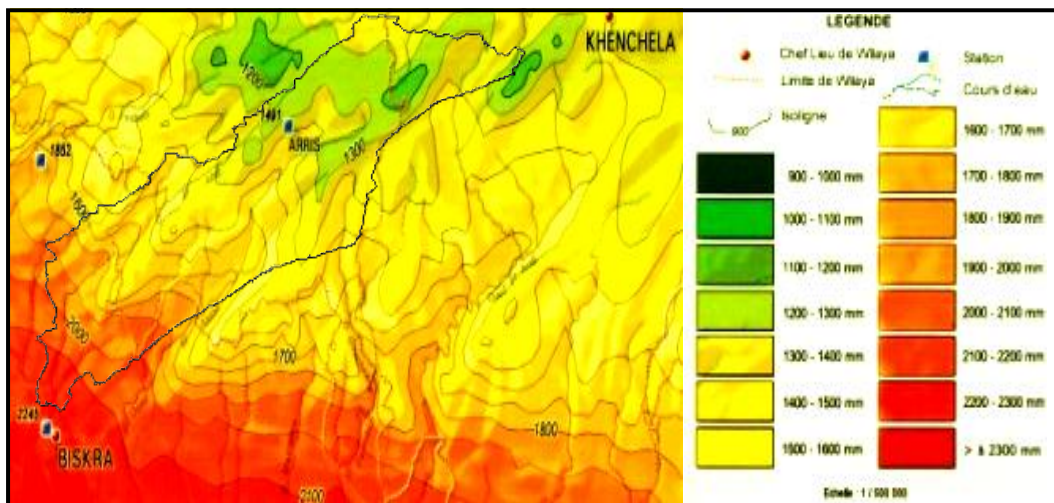 KHENCHELA
1200
1461
ARRIS
1300
1852
1600
2000
1700
2245
BISKRA
1800
2100
LEGENDE
Chef Lieu de Wilaya
Limite de Wilaya
Isoligne
900
Station
Cours d'eau
900 - 1000 mm
1000 - 1100 mm
1100 - 1200 mm
1200 - 1300 mm
1300 - 1400 mm
1400 - 1500 mm
1500 - 1600 mm
1600 - 1700 mm
1700 - 1800 mm
1800 - 1900 mm
1900 - 2000 mm
2000 - 2100 mm
2100 - 2200 mm
2200 - 2300 mm
> à 2300 mm
Echelle : 1 / 500 000